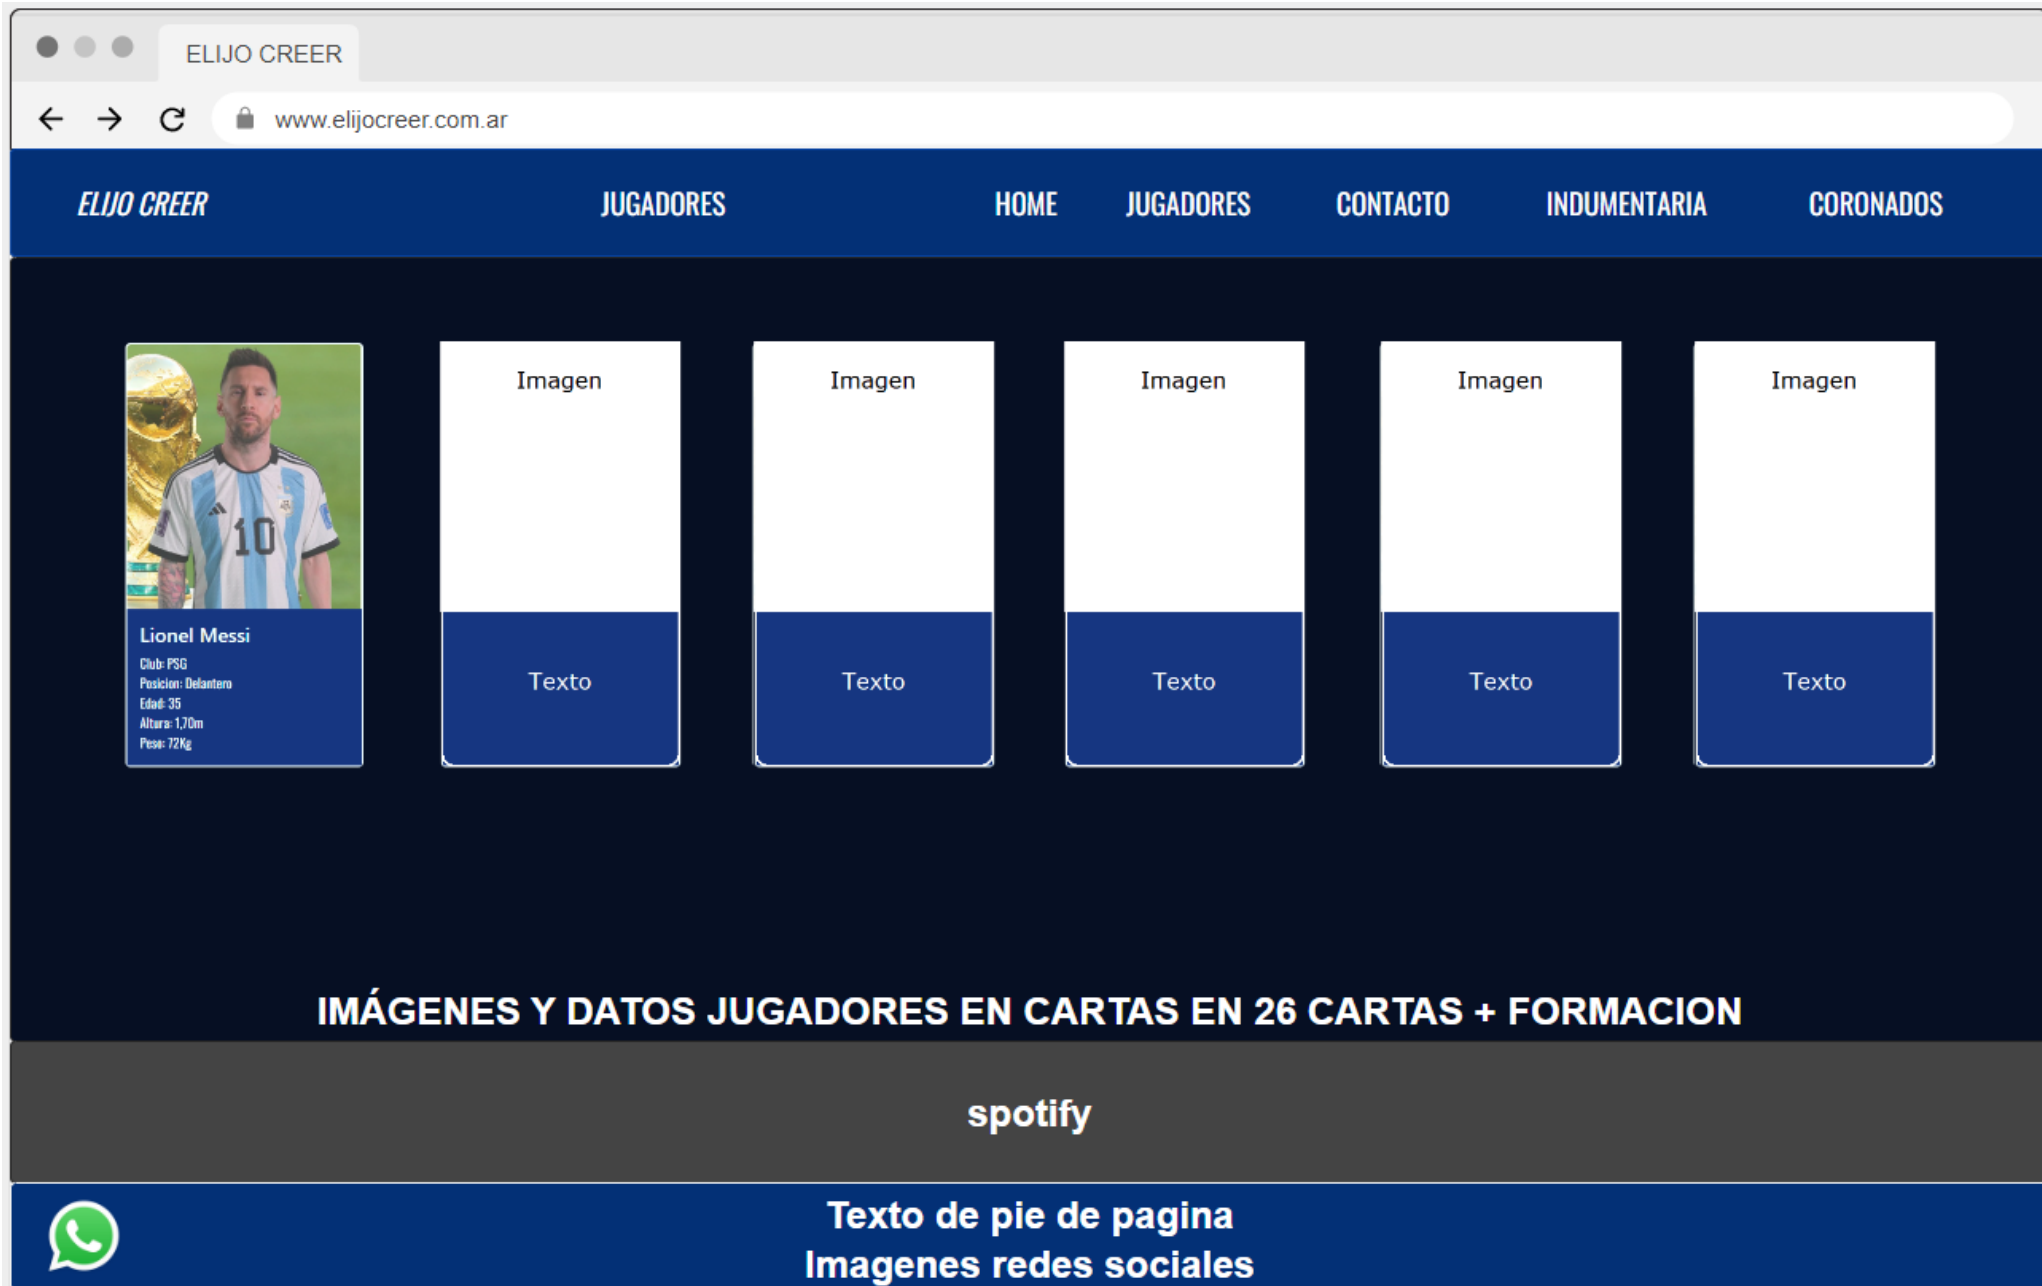 ELIJO CREER
www.elijocreer.com.ar
ELIJO CREER
JUGADORES
HOME
JUGADORES
CONTACTO
INDUMENTARIA
CORONADOS
10
Lionel Messi
Club: PSG
Posicion: Delantero
Edad: 35
Altura: 1,70m
Peso: 72Kg
Imagen
Texto
Imagen
Texto
Imagen
Texto
Imagen
Texto
Imagen
Texto
IMÁGENES Y DATOS JUGADORES EN CARTAS EN 26 CARTAS + FORMACION
spotify
Texto de pie de pagina
Imagenes redes sociales